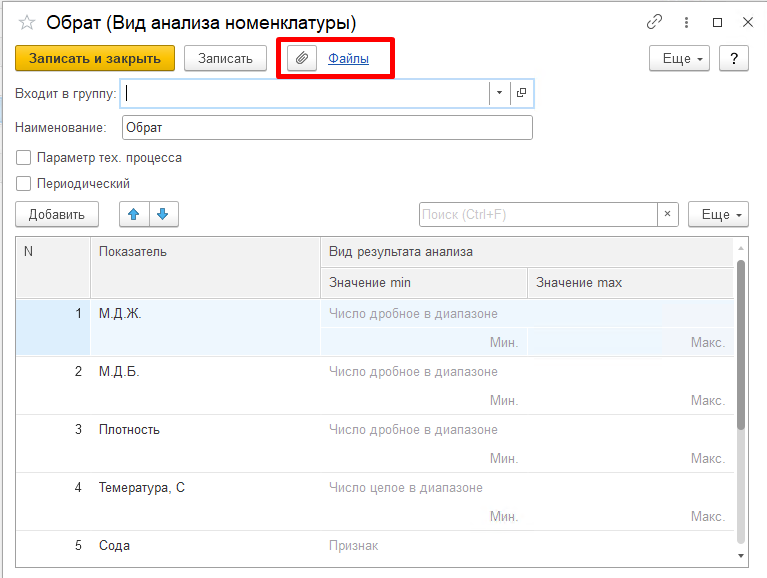 Обрат (Вид анализа номенклатуры)
Записать и закрыть Записать Файлы Еще ?
Входит в группу:
Наименование: Обрат
Параметр тех. процесса
Периодический
Добавить Поиск (Ctrl+F) × Еще
N Показатель Вид результата анализа
Значение min Значение max
1 М.Д.Ж. Число дробное в диапазоне
Мин. Макс.
2 М.Д.Б. Число дробное в диапазоне
Мин. Макс.
3 Плотность Число дробное в диапазоне
Мин. Макс.
4 Темература, С Число целое в диапазоне
Мин. Макс.
5 Сода Признак